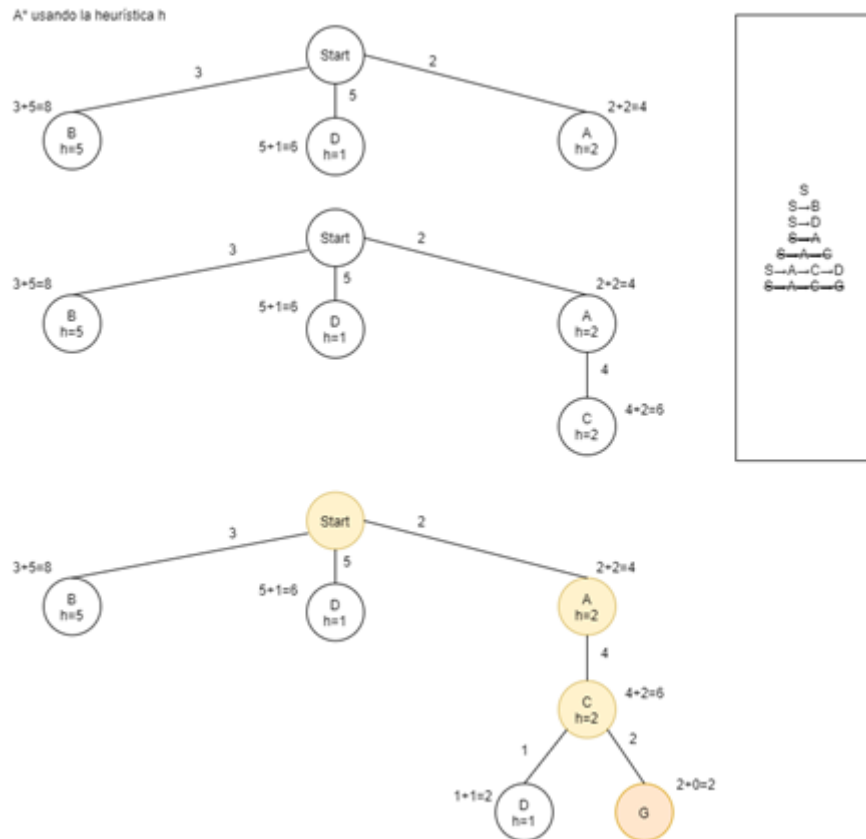 A* usando la heurística h
Start
3
2
5
3+5=8
2+2=4
B
h=5
5+1=6
D
h=1
A
h=2
S
S→B
S→D
S→A
S→A→C
S→A→C→D
S→A→C→G
Start
3
2
5
3+5=8
5+1=6
2+2=4
B
h=5
D
h=1
A
h=2
4
C
h=2
4+2=6
Start
3
2
5
3+5=8
5+1=6
2+2=4
B
h=5
D
h=1
A
h=2
4
C
h=2
4+2=6
1
2
1+1=2
2+0=2
D
h=1
G